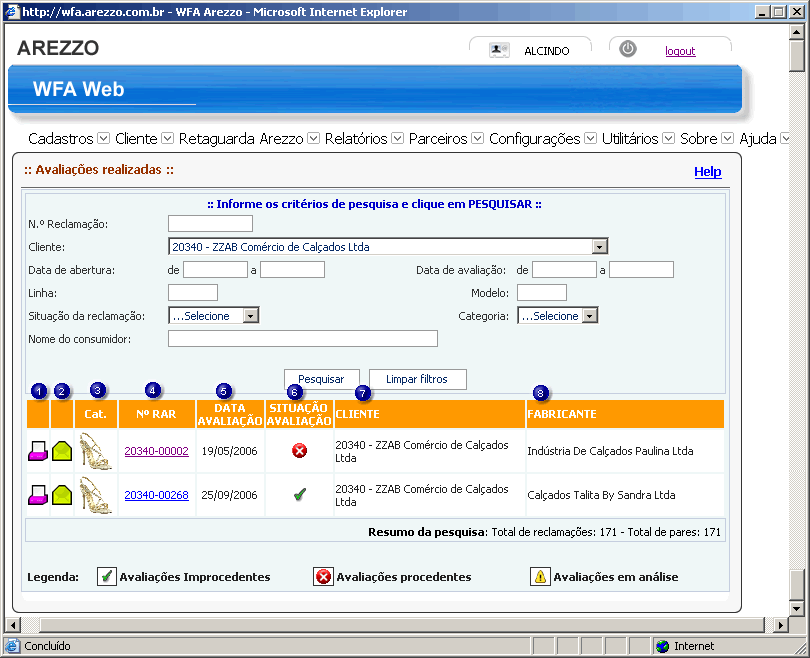 http://wfa.arezzo.com.br - WFA Arezzo - Microsoft Internet Explorer
AREZZO
ALCINDO
logout
WFA Web
Cadastros Cliente Retaguarda Arezzo Relatórios Parceiros Configurações Utilitários Sobre Ajuda
:: Avaliações realizadas ::
Help
:: Informe os critérios de pesquisa e clique em PESQUISAR ::
N.º Reclamação:
Cliente: 20340 - ZZAB Comércio de Calçados Ltda
Data de abertura: de a Data de avaliação: de a
Linha: Modelo:
Situação da reclamação: ...Selecione Categoria: ...Selecione
Nome do consumidor:
Pesquisar Limpar filtros
1 2 3 4 5 6 7 8
Cat. Nº RAR DATA AVALIAÇÃO SITUAÇÃO AVALIAÇÃO CLIENTE FABRICANTE
20340-00002 19/05/2006 20340 - ZZAB Comércio de Calçados Ltda Indústria De Calçados Paulina Ltda
20340-00268 25/09/2006 20340 - ZZAB Comércio de Calçados Ltda Calçados Talita By Sandra Ltda
Resumo da pesquisa: Total de reclamações: 171 - Total de pares: 171
Legenda: Avaliações Improcedentes Avaliações procedentes Avaliações em análise
Concluído Internet